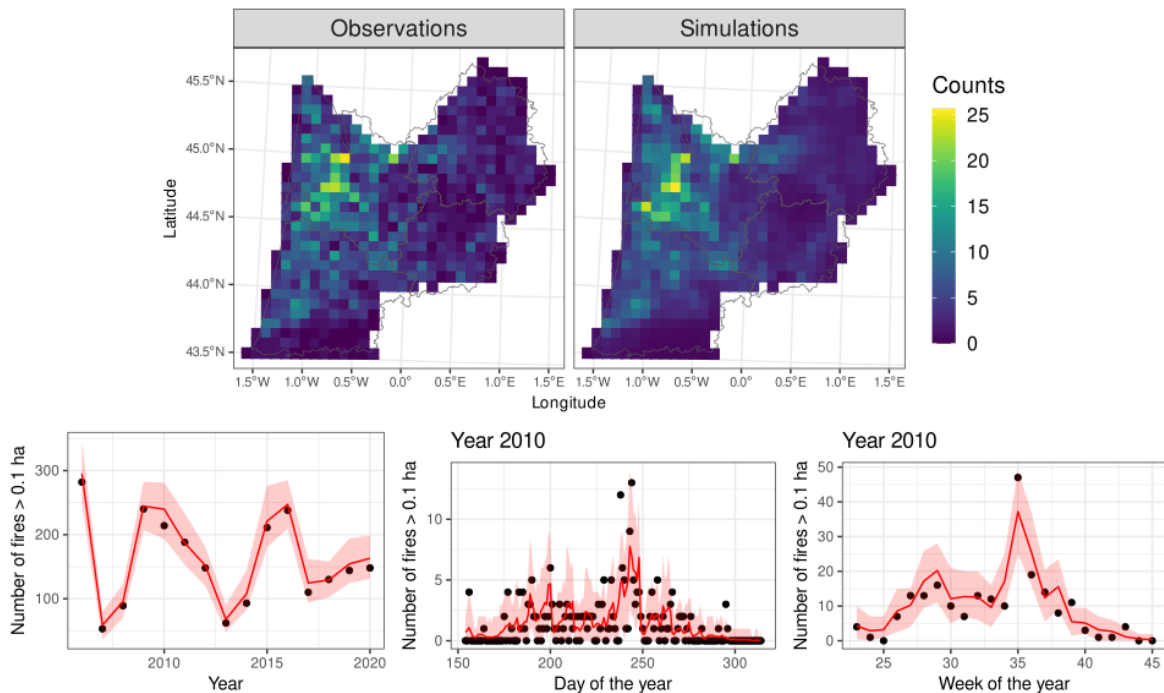 Observations
Simulations
45.5°N
45.0°N
44.5°N
44.0°N
43.5°N
Latitude
1.5°W 1.0°W 0.5°W 0.0° 0.5°E 1.0°E 1.5°E
1.5°W 1.0°W 0.5°W 0.0° 0.5°E 1.0°E 1.5°E
Longitude
Counts
25
20
15
10
5
0
Number of fires > 0.1 ha
300
200
100
2010 2015 2020
Year
Year 2010
Number of fires > 0.1 ha
10
5
0
150 200 250 300
Day of the year
Year 2010
Number of fires > 0.1 ha
50
40
30
20
10
0
25 30 35 40 45
Week of the year